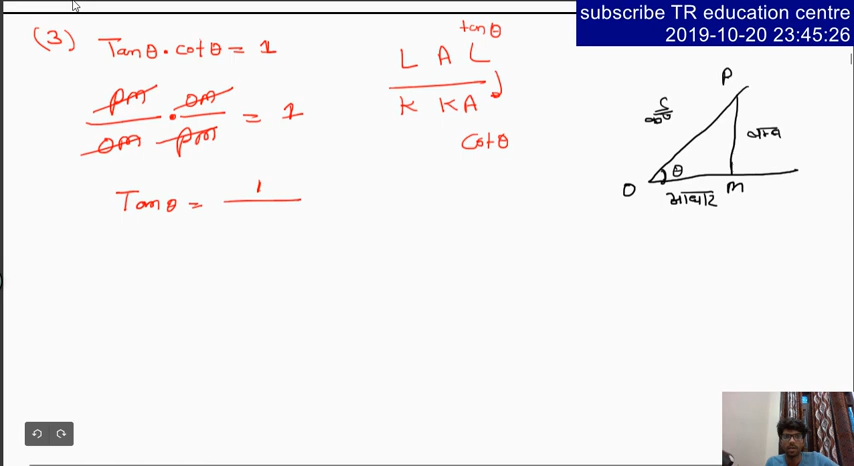 subscribe TR education centre
2019-10-20 23:45:26
(3) Tanθ · cotθ = 1
pm/om · om/pm = 1
Tanθ = 1
tanθ
L A L
K KA
cotθ
P
कर्ण
लम्ब
θ
O
M
आधार